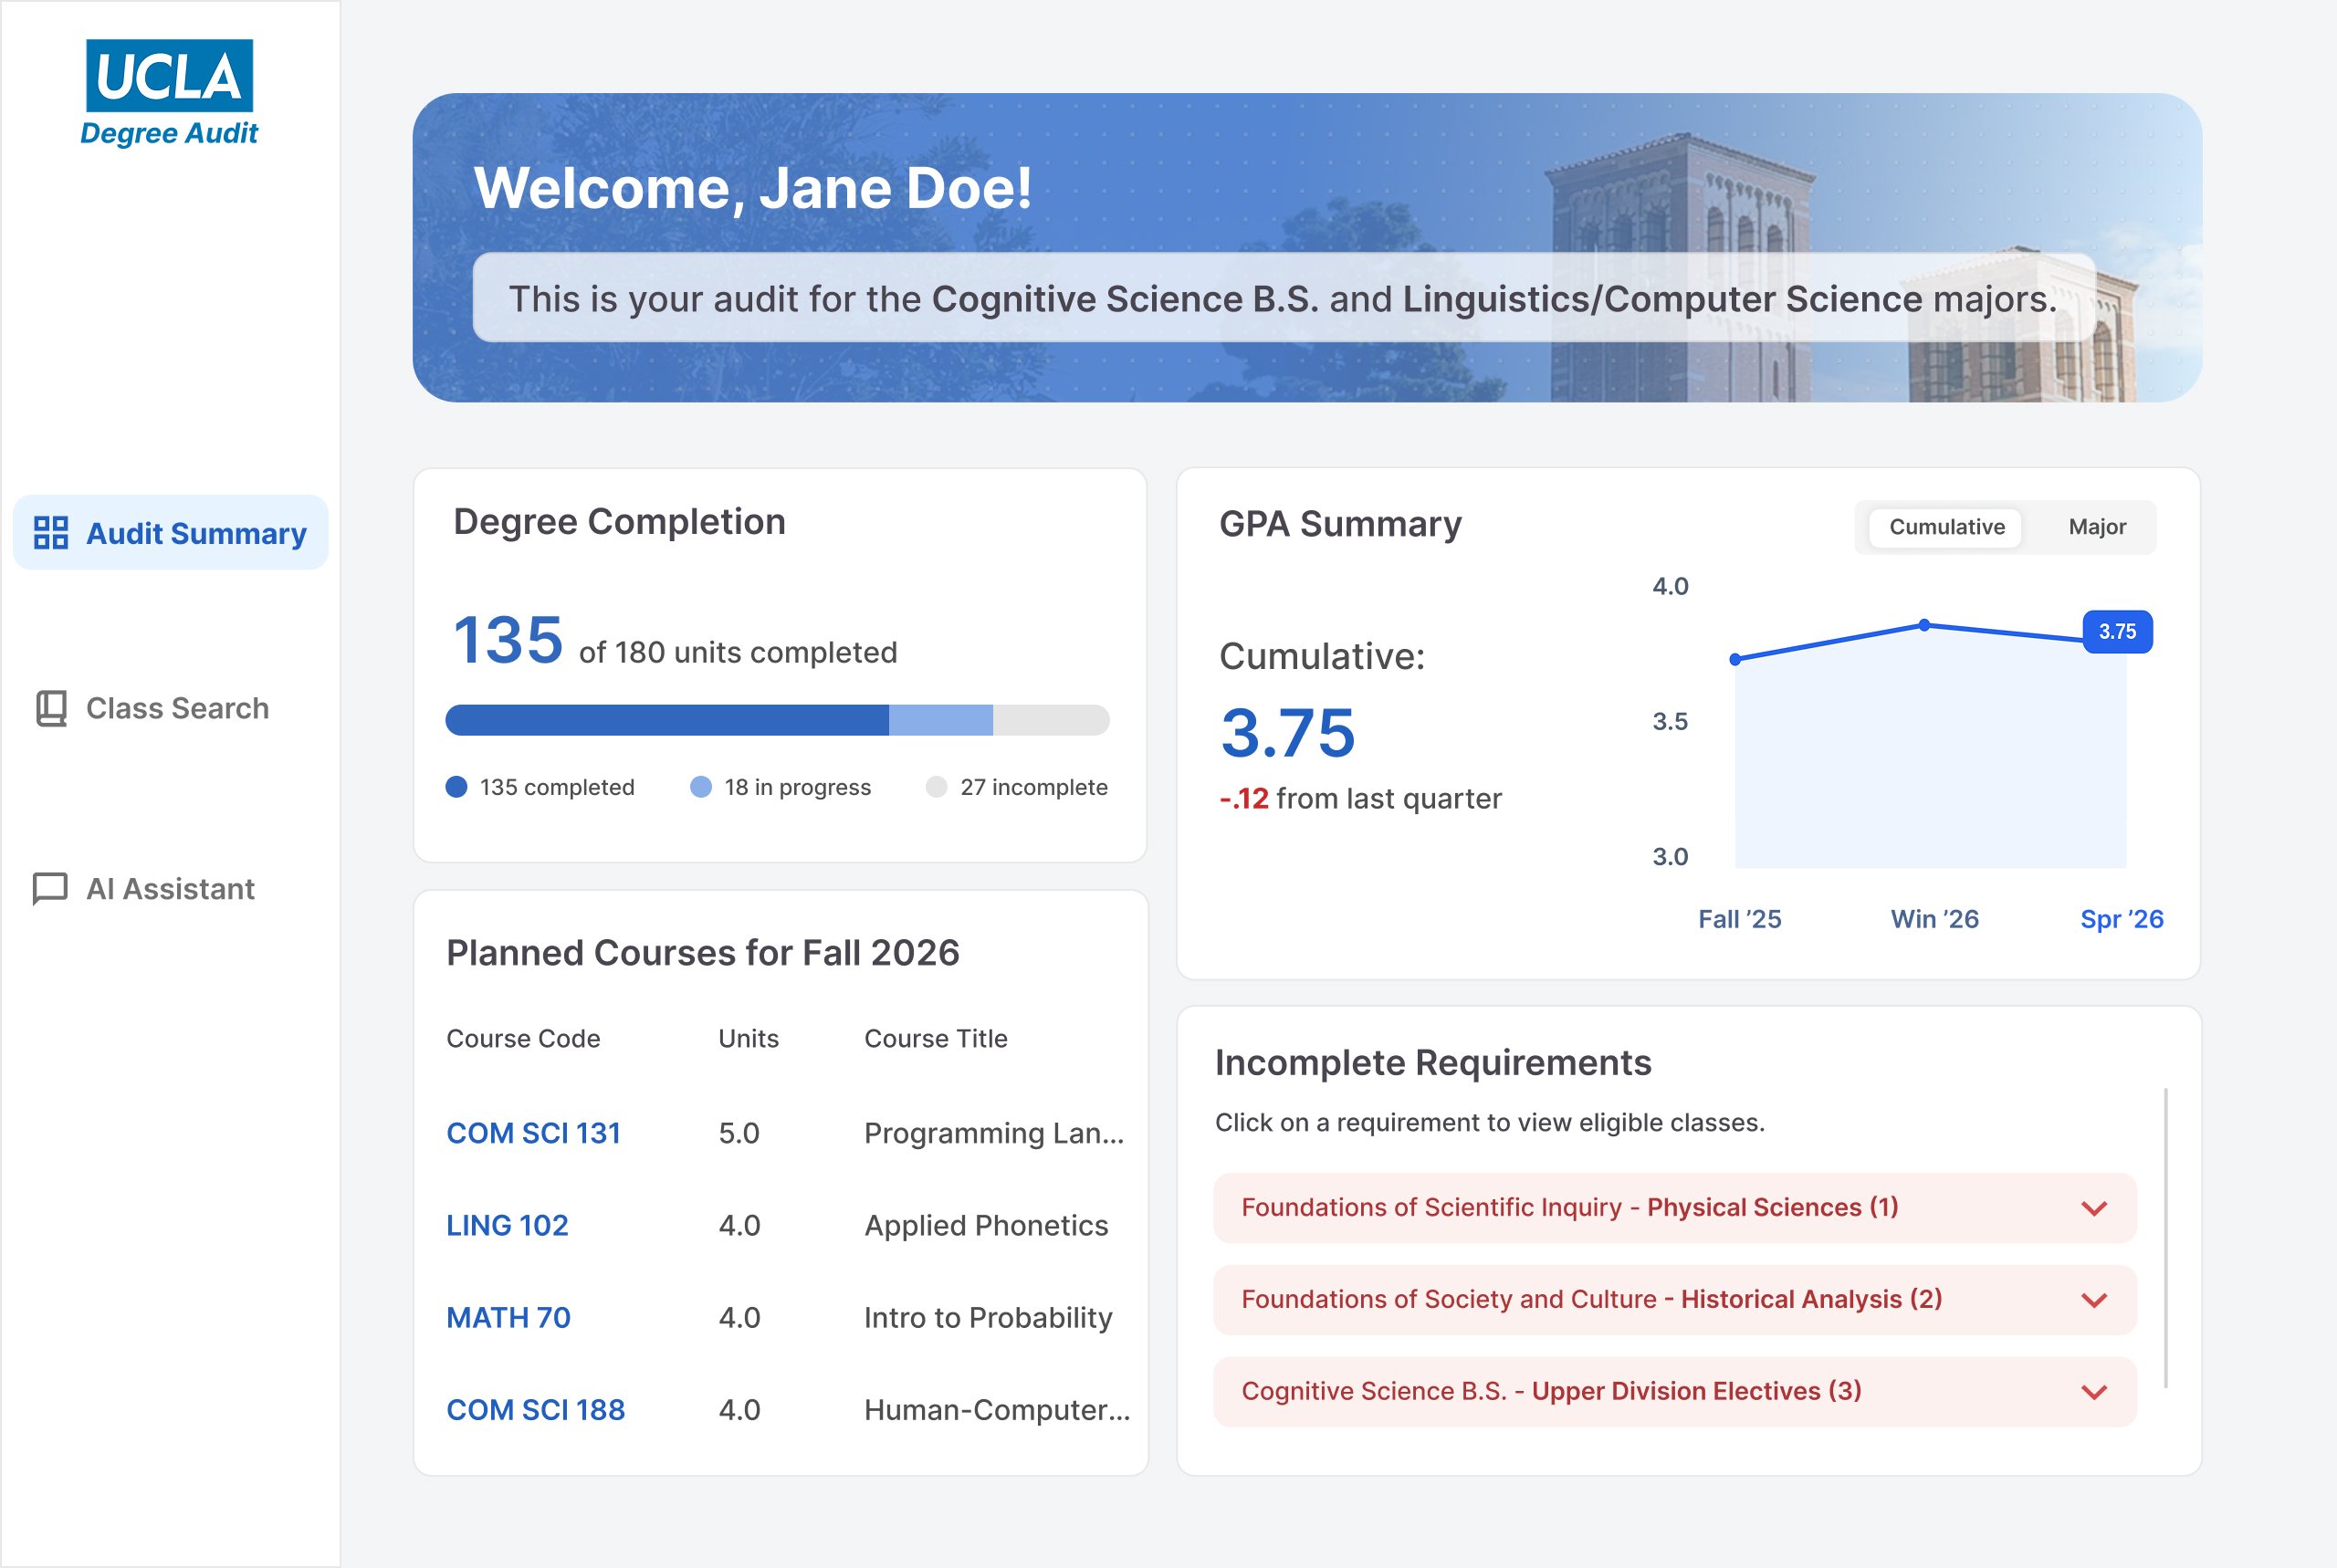 UCLA
Degree Audit
Audit Summary
Class Search
AI Assistant
Welcome, Jane Doe!
This is your audit for the Cognitive Science B.S. and Linguistics/Computer Science majors.
Degree Completion
135 of 180 units completed
135 completed 18 in progress 27 incomplete
Planned Courses for Fall 2026
Course Code Units Course Title
COM SCI 131 5.0 Programming Lan...
LING 102 4.0 Applied Phonetics
MATH 70 4.0 Intro to Probability
COM SCI 188 4.0 Human-Computer...
GPA Summary
Cumulative Major
Cumulative:
3.75
-.12 from last quarter
4.0
3.5
3.0
3.75
Fall ’25 Win ’26 Spr ’26
Incomplete Requirements
Click on a requirement to view eligible classes.
Foundations of Scientific Inquiry - Physical Sciences (1)
Foundations of Society and Culture - Historical Analysis (2)
Cognitive Science B.S. - Upper Division Electives (3)